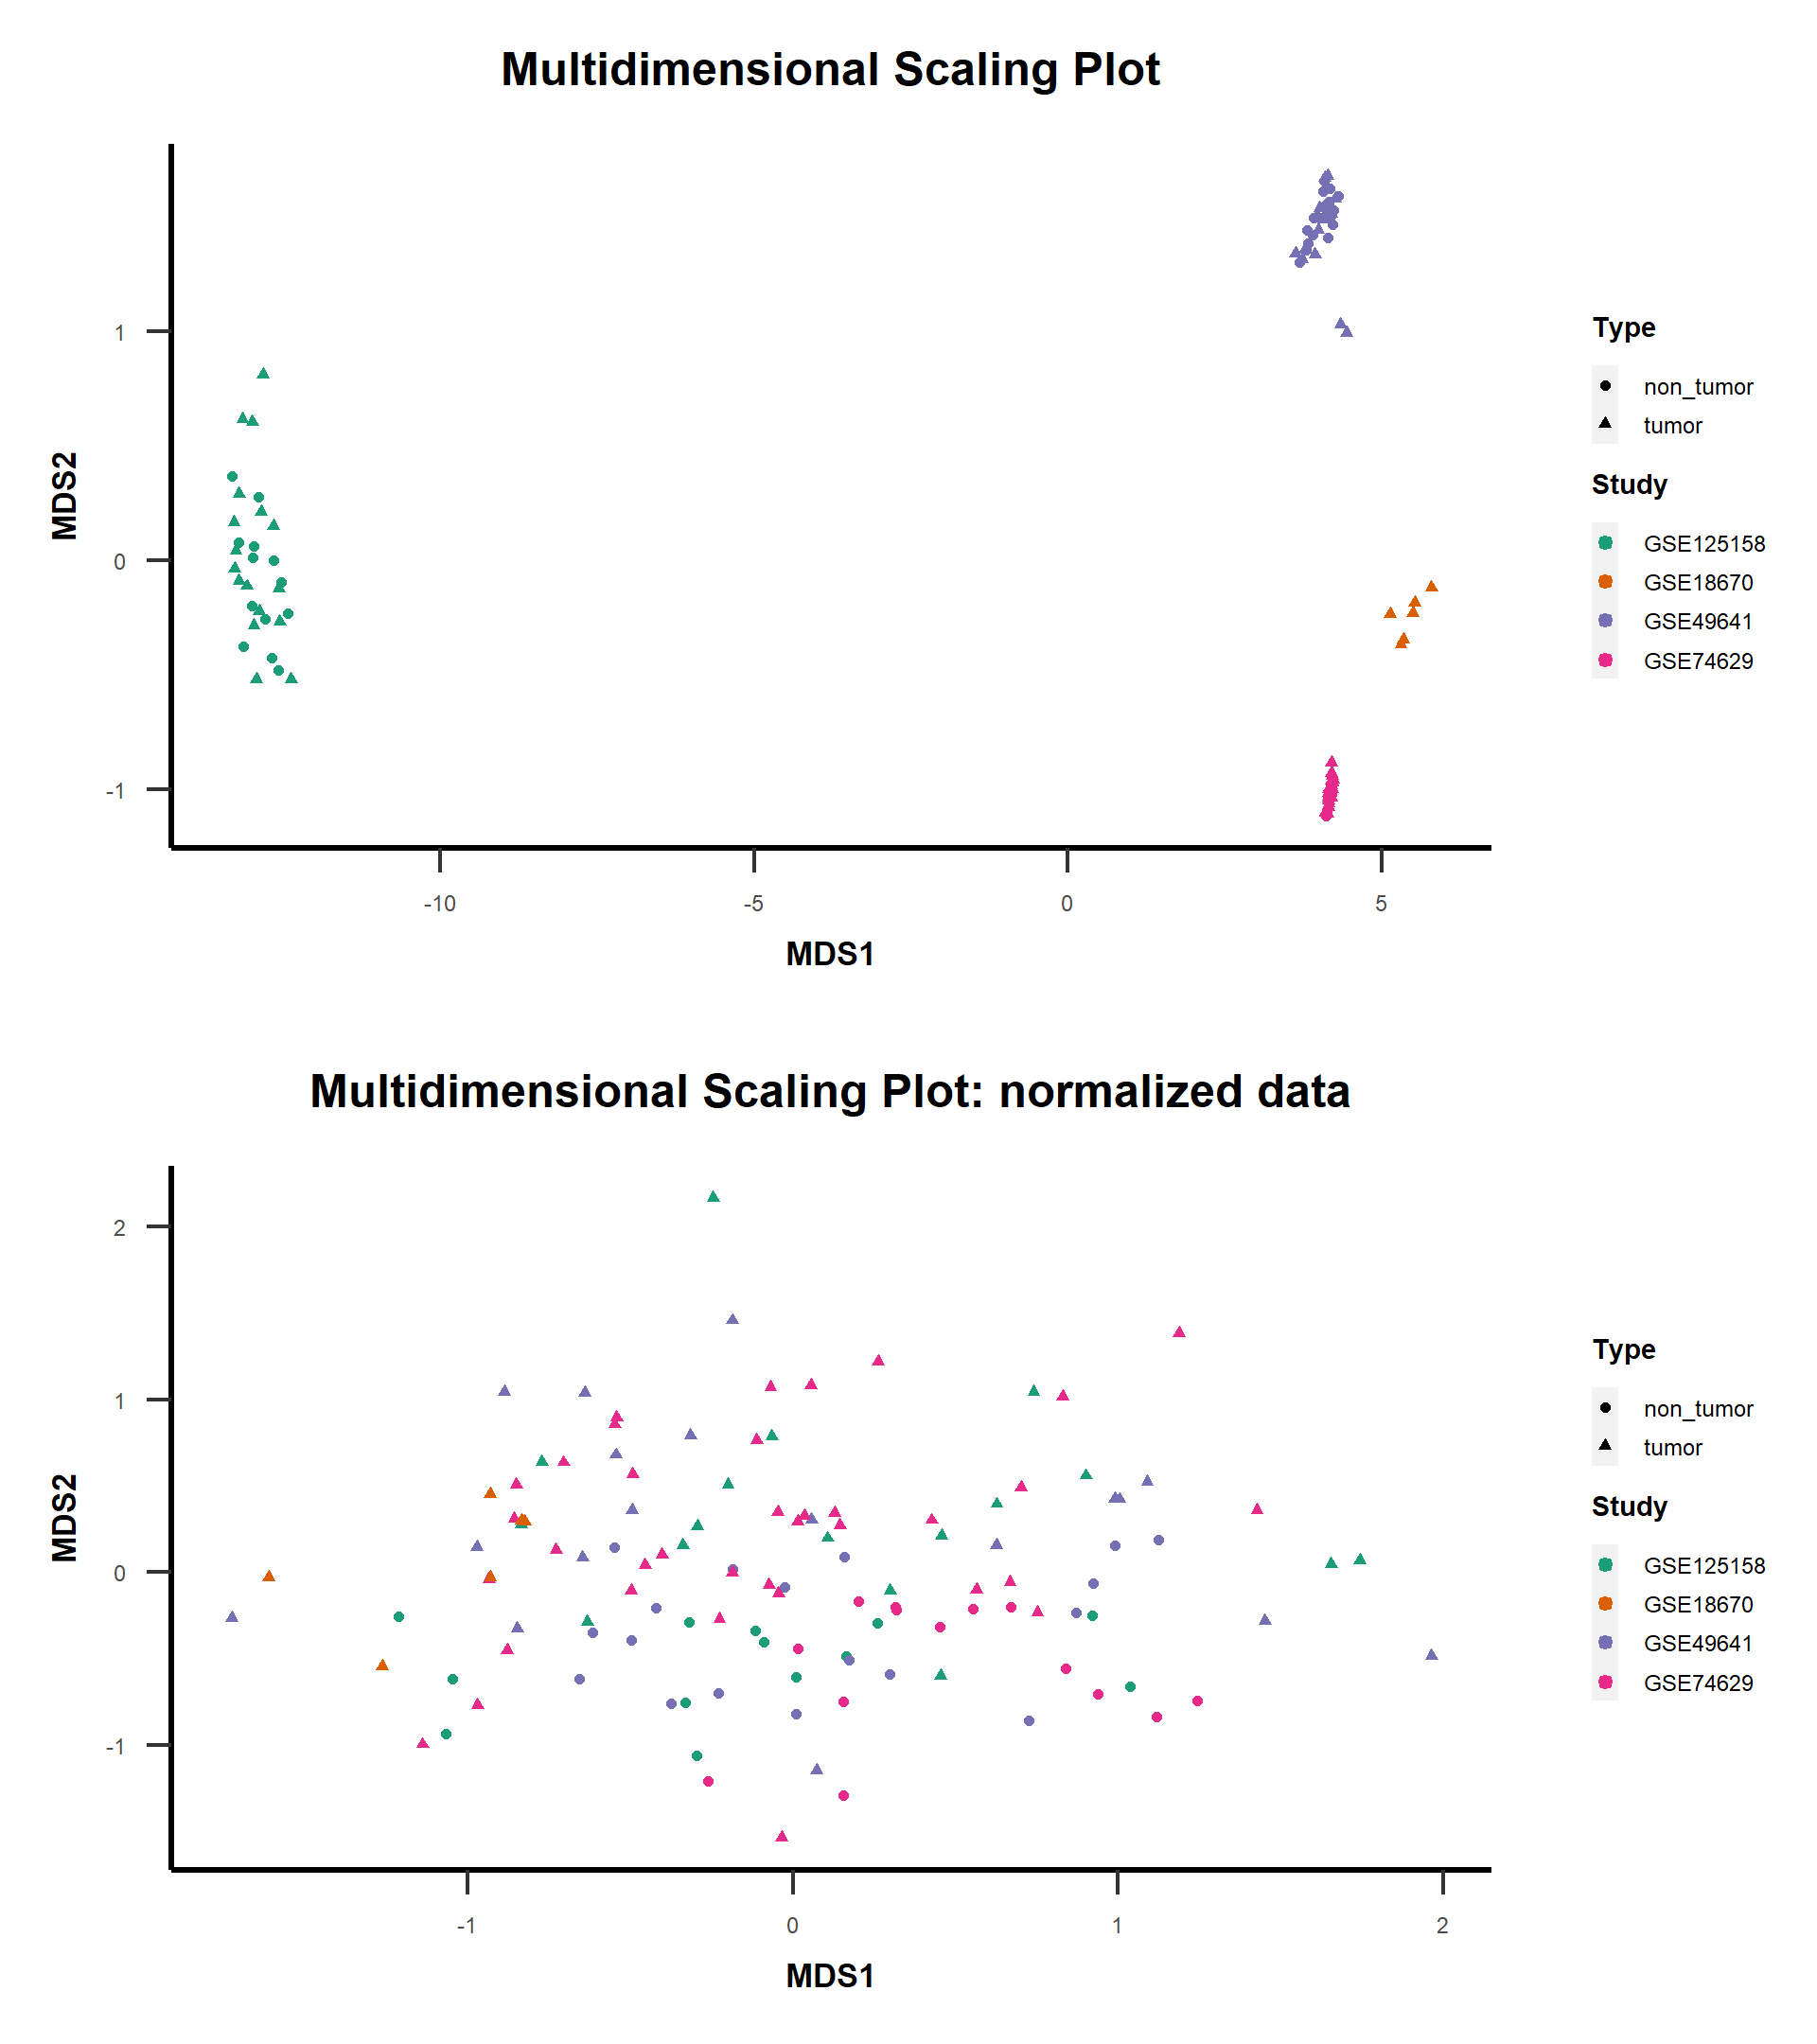 Multidimensional Scaling Plot
MDS2
1
0
-1
-10
-5
0
5
MDS1
Type
non_tumor
tumor
Study
GSE125158
GSE18670
GSE49641
GSE74629
Multidimensional Scaling Plot: normalized data
MDS2
2
1
0
-1
-1
0
1
2
MDS1
Type
non_tumor
tumor
Study
GSE125158
GSE18670
GSE49641
GSE74629